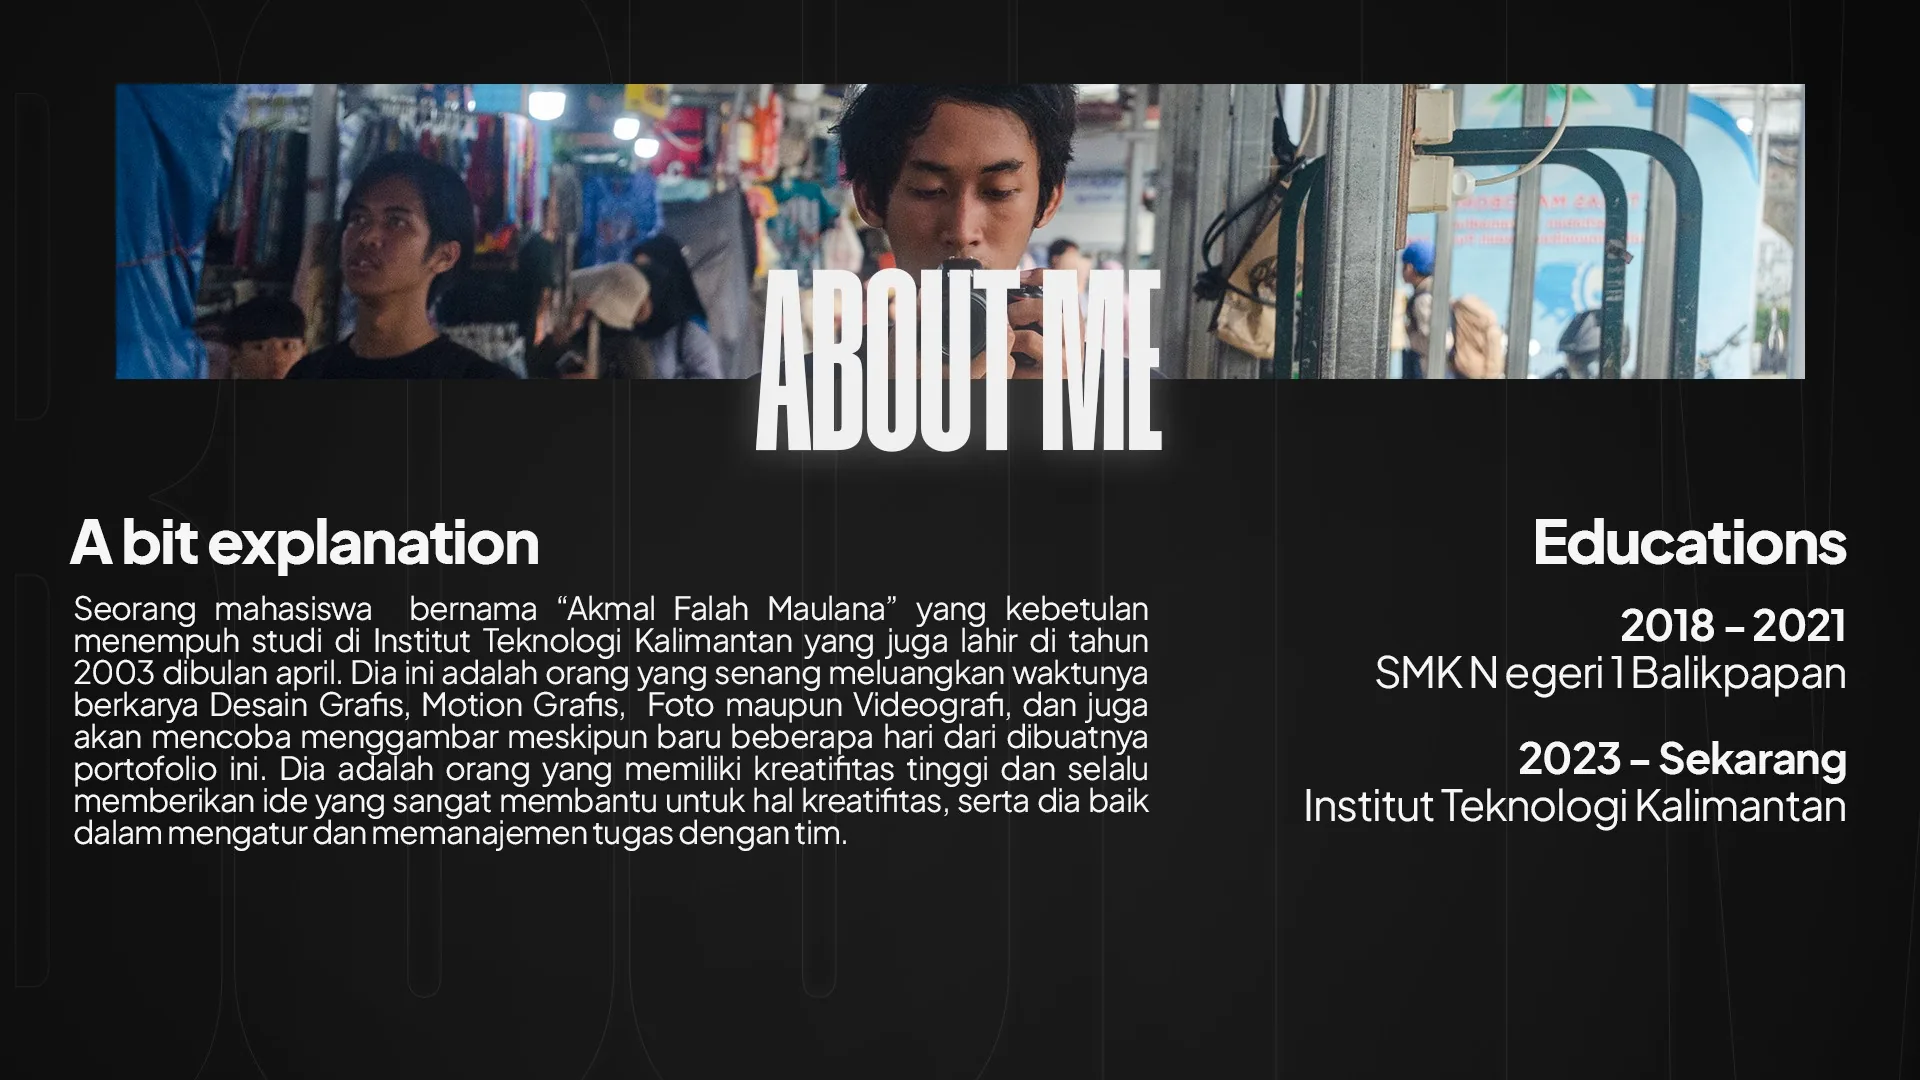 ABOUT ME
A bit explanation
Seorang mahasiswa bernama “Akmal Falah Maulana” yang kebetulan
menempuh studi di Institut Teknologi Kalimantan yang juga lahir di tahun
2003 dibulan april. Dia ini adalah orang yang senang meluangkan waktunya
berkarya Desain Grafis, Motion Grafis, Foto maupun Videografi, dan juga
akan mencoba menggambar meskipun baru beberapa hari dari dibuatnya
portofolio ini. Dia adalah orang yang memiliki kreatifitas tinggi dan selalu
memberikan ide yang sangat membantu untuk hal kreatifitas, serta dia baik
dalam mengatur dan memanajemen tugas dengan tim.
Educations
2018 - 2021
SMK N egeri 1 Balikpapan
2023 - Sekarang
Institut Teknologi Kalimantan